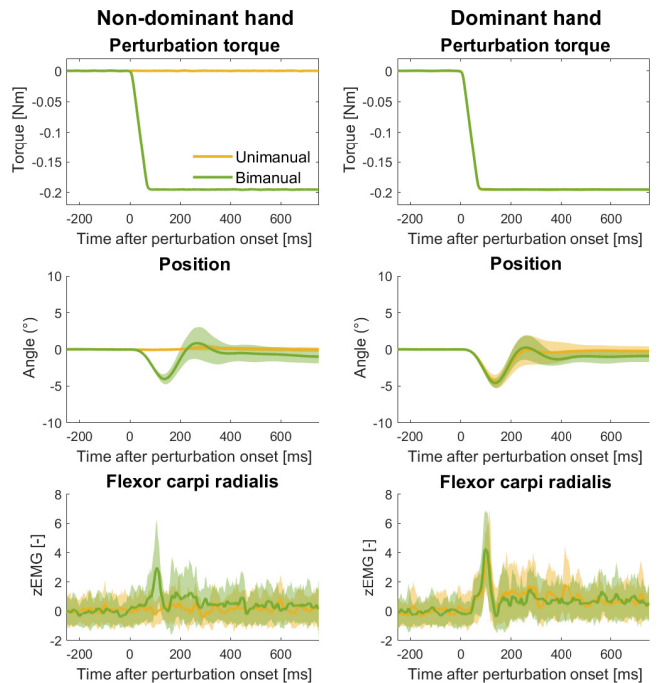 Non-dominant hand
Perturbation torque
0
-0.05
-0.1
-0.15
-0.2
Torque [Nm]
Unimanual
Bimanual
-200 0 200 400 600
Time after perturbation onset [ms]
Position
10
5
0
-5
-10
Angle (°)
-200 0 200 400 600
Time after perturbation onset [ms]
Flexor carpi radialis
8
6
4
2
0
-2
zEMG [-]
-200 0 200 400 600
Time after perturbation onset [ms]
Dominant hand
Perturbation torque
0
-0.05
-0.1
-0.15
-0.2
Torque [Nm]
-200 0 200 400 600
Time after perturbation onset [ms]
Position
10
5
0
-5
-10
Angle (°)
-200 0 200 400 600
Time after perturbation onset [ms]
Flexor carpi radialis
8
6
4
2
0
-2
zEMG [-]
-200 0 200 400 600
Time after perturbation onset [ms]